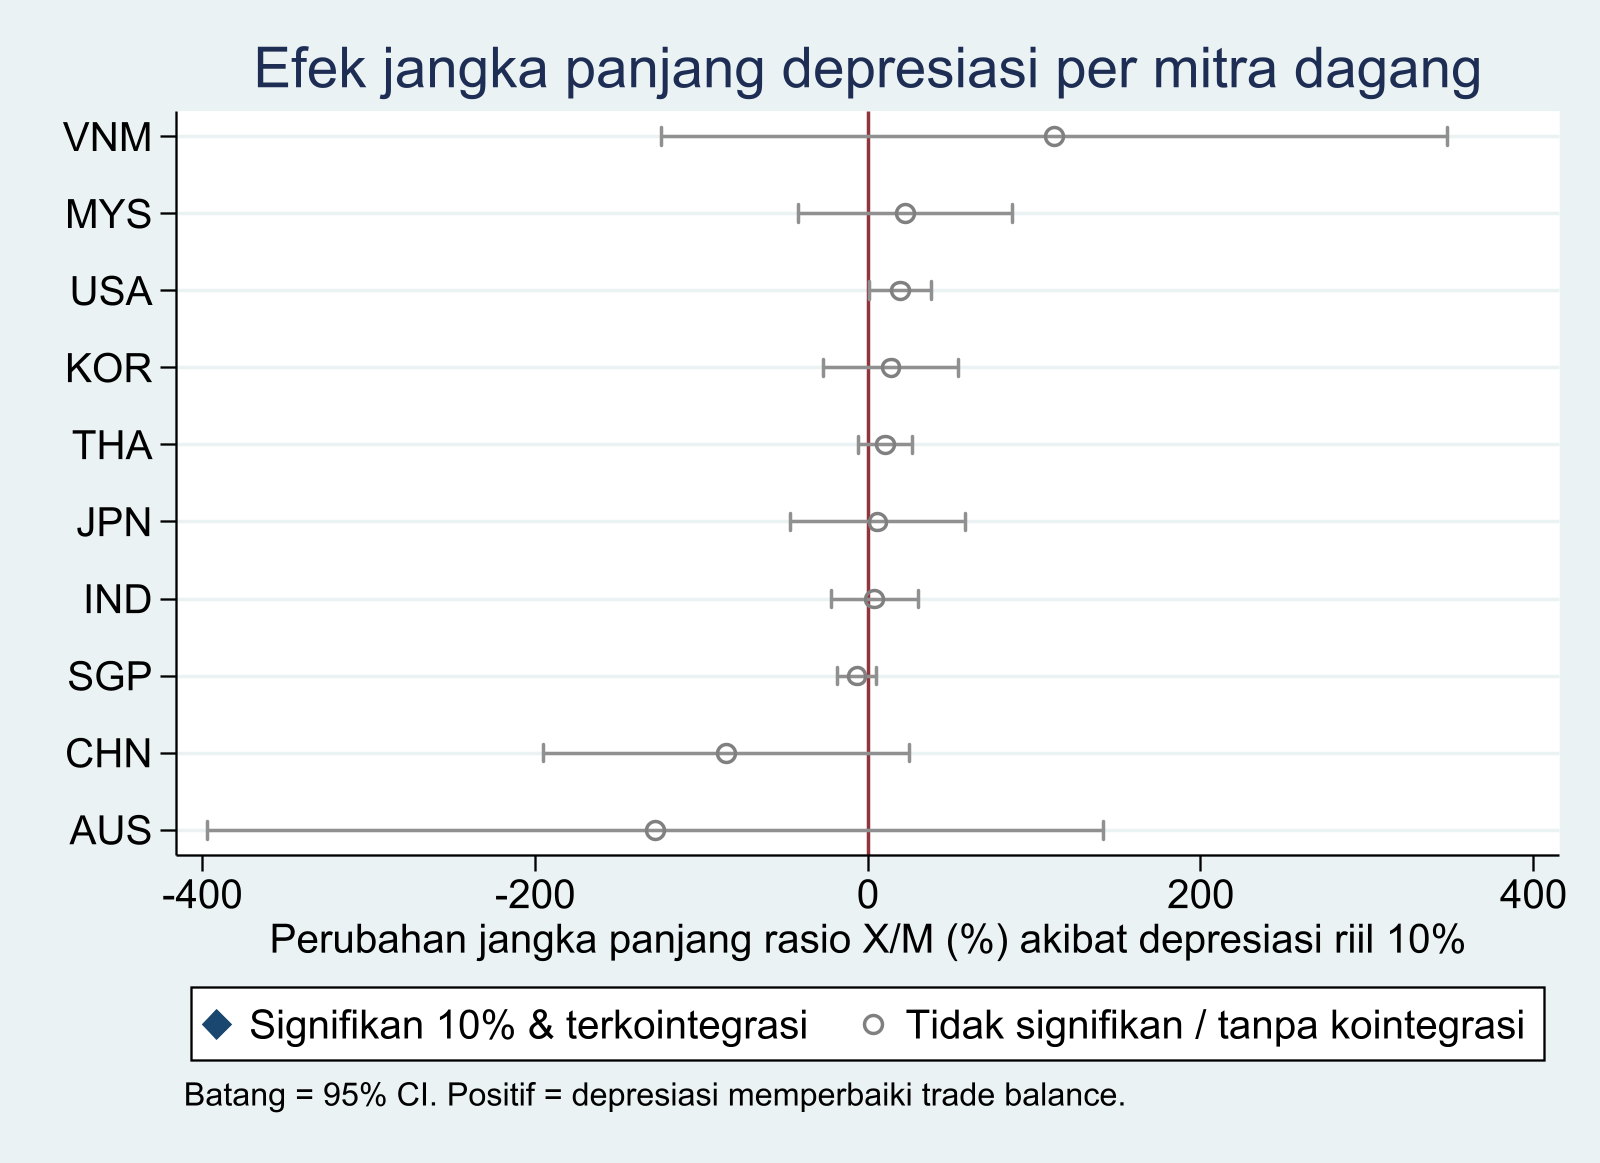 Efek jangka panjang depresiasi per mitra dagang
VNM
MYS
USA
KOR
THA
JPN
IND
SGP
CHN
AUS
-400 -200 0 200 400
Perubahan jangka panjang rasio X/M (%) akibat depresiasi riil 10%
Signifikan 10% & terkointegrasi Tidak signifikan / tanpa kointegrasi
Batang = 95% CI. Positif = depresiasi memperbaiki trade balance.